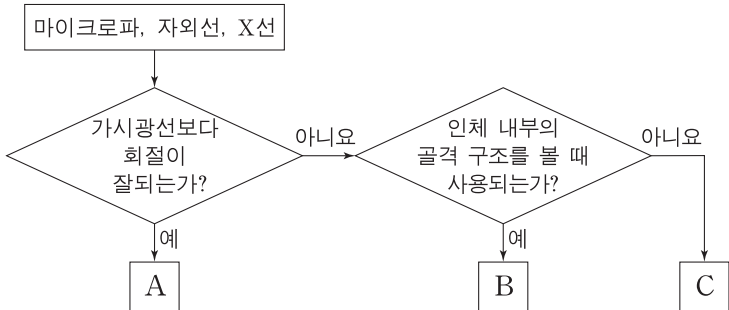 마이크로파, 자외선, X선
가시광선보다
회절이
잘되는가?
아니요
인체 내부의
골격 구조를 볼 때
사용되는가?
아니요
예
예
A
B
C